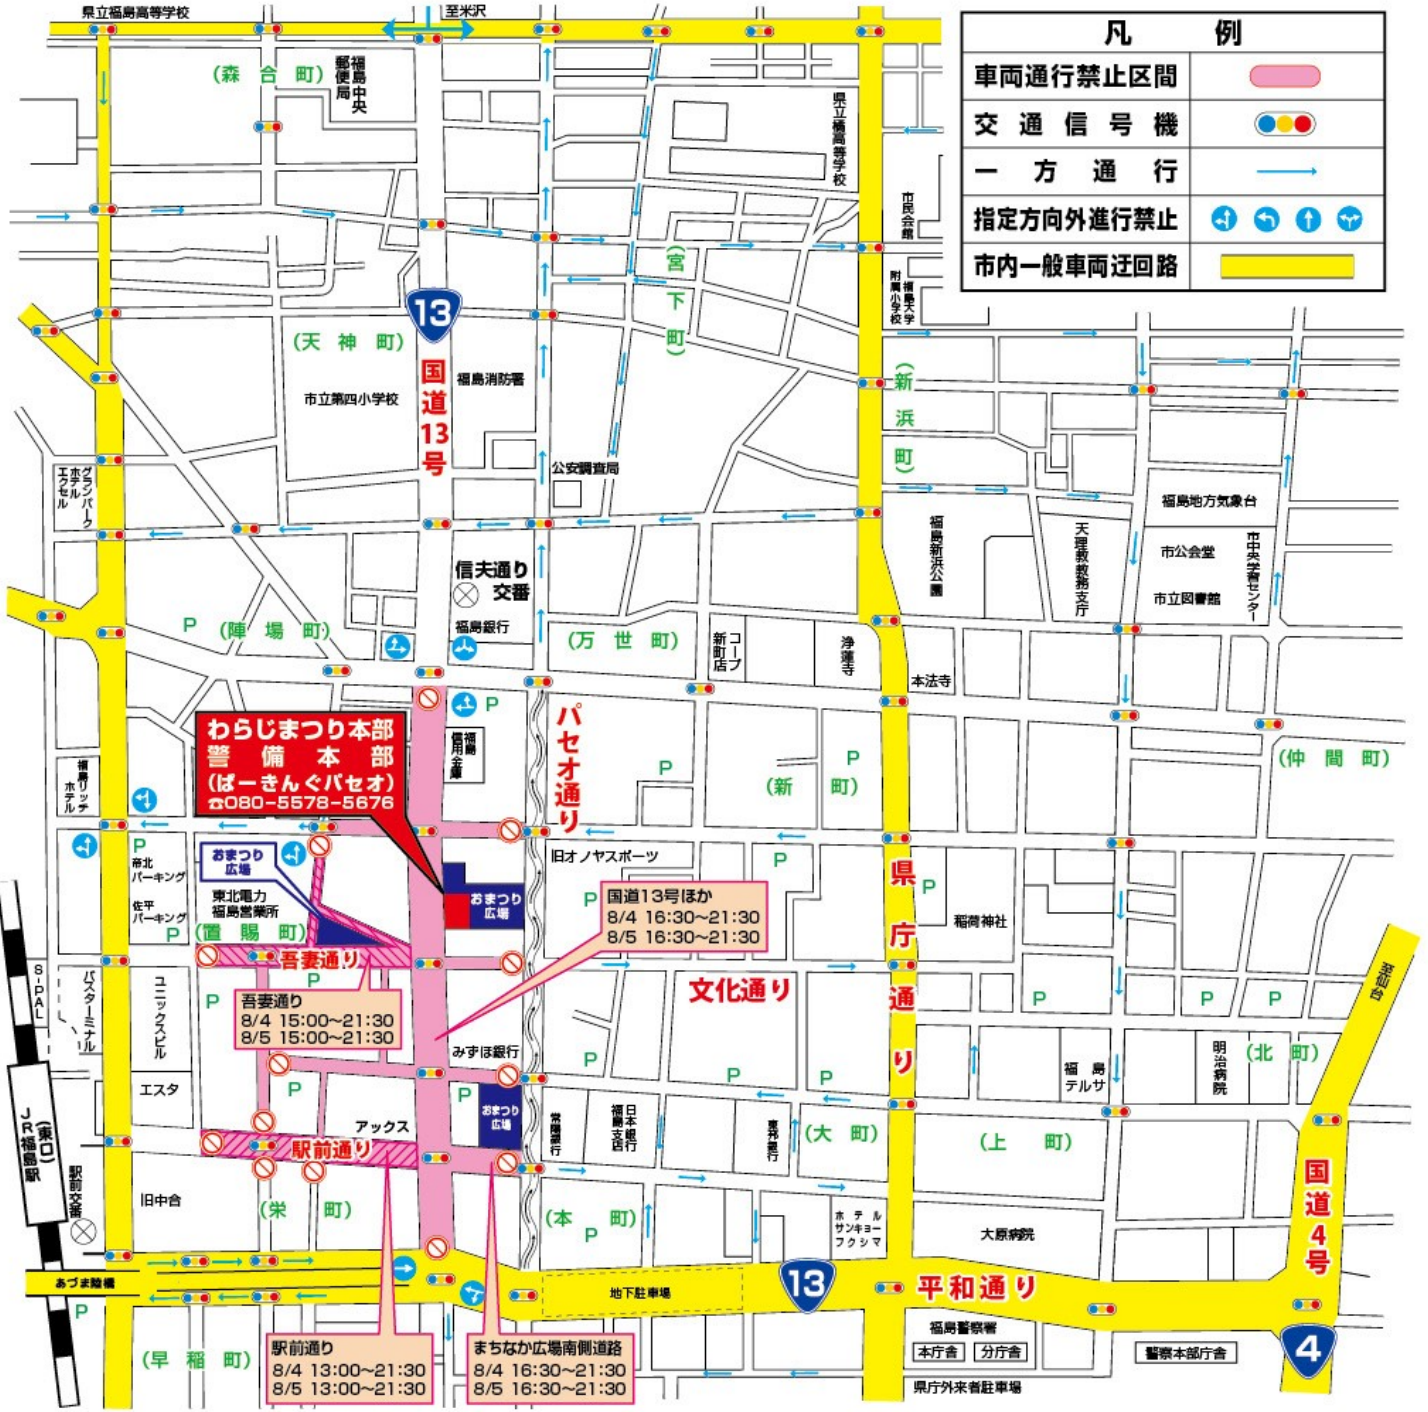 県立福島高等学校
至米沢
凡 例
車両通行禁止区間
交通信号機
一方通行
指定方向外進行禁止
市内一般車両迂回路
(森合町)
福島中央
郵便局
県立橘高等学校
市民会館
福島大学
附属小学校
(宮下町)
13
(天神町)
国道13号
福島消防署
市立第四小学校
(新浜町)
グランパーク
ホテル
エクセル
公安調査局
福島地方気象台
福島新浜公園
天理教教務支庁
市公会堂
市立図書館
市中央学習センター
信夫通り
交番
福島銀行
P
(陣場町)
(万世町)
コープ
新町店
浄蓮寺
本法寺
わらじまつり本部
警備本部
(ぱーきんぐパセオ)
☎080-5578-5676
P
福島
信用金庫
パセオ通り
P
P
(新町)
(仲間町)
福島リッチ
ホテル
P
帝北
パーキング
佐平
パーキング
P
おまつり
広場
東北電力
福島営業所
(置賜町)
旧オノヤスポーツ
P
P
おまつり
広場
国道13号ほか
8/4 16:30～21:30
8/5 16:30～21:30
県庁通り
P
稲荷神社
至仙台
S-PAL
バスターミナル
ユニックスビル
P
吾妻通り
P
吾妻通り
8/4 15:00～21:30
8/5 15:00～21:30
文化通り
P
P
P
みずほ銀行
P
P
P
福島
テルサ
明治病院
(北町)
エスタ
P
P
おまつり
広場
アックス
常陽銀行
日本銀行
福島支店
東邦銀行
(大町)
(上町)
(東口)
JR福島駅
駅前交番
駅前通り
旧中合
(栄町)
(本町)
P
ホテル
サンキョー
フクシマ
大原病院
国道4号
あづま陸橋
P
地下駐車場
13
平和通り
(早稲町)
駅前通り
8/4 13:00～21:30
8/5 13:00～21:30
まちなか広場南側道路
8/4 16:30～21:30
8/5 16:30～21:30
福島警察署
本庁舎
分庁舎
警察本部庁舎
4
県庁外来者駐車場